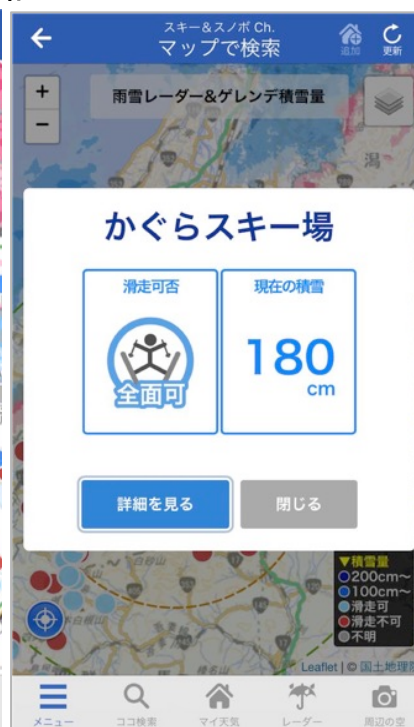 スキー&スノボ Ch.
マップで検索
追加
更新
+
−
雨雪レーダー&ゲレンデ積雪量
潟
かぐらスキー場
滑走可否
現在の積雪
全面可
180
cm
詳細を見る
閉じる
▼積雪量
200cm〜
100cm〜
滑走可
滑走不可
不明
白砂山
Leaflet | © 国土地理院
メニュー
ココ検索
マイ天気
レーダー
周辺の空